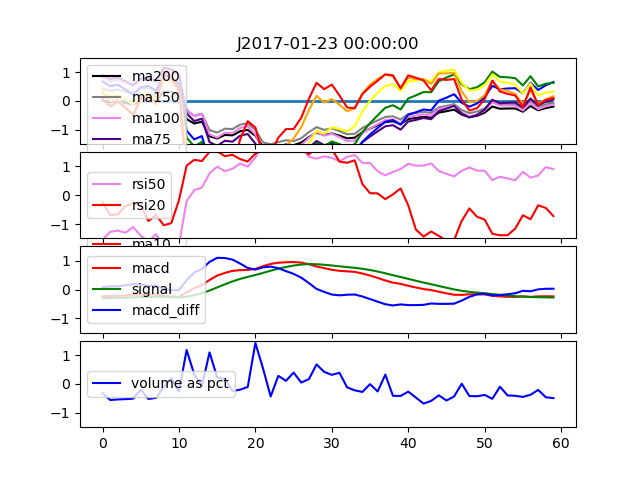 J2017-01-23 00:00:00
1
0
−1
ma200
ma150
ma100
ma75
1
0
−1
rsi50
rsi20
ma10
1
0
−1
macd
signal
macd_diff
1
0
−1
volume as pct
0 10 20 30 40 50 60